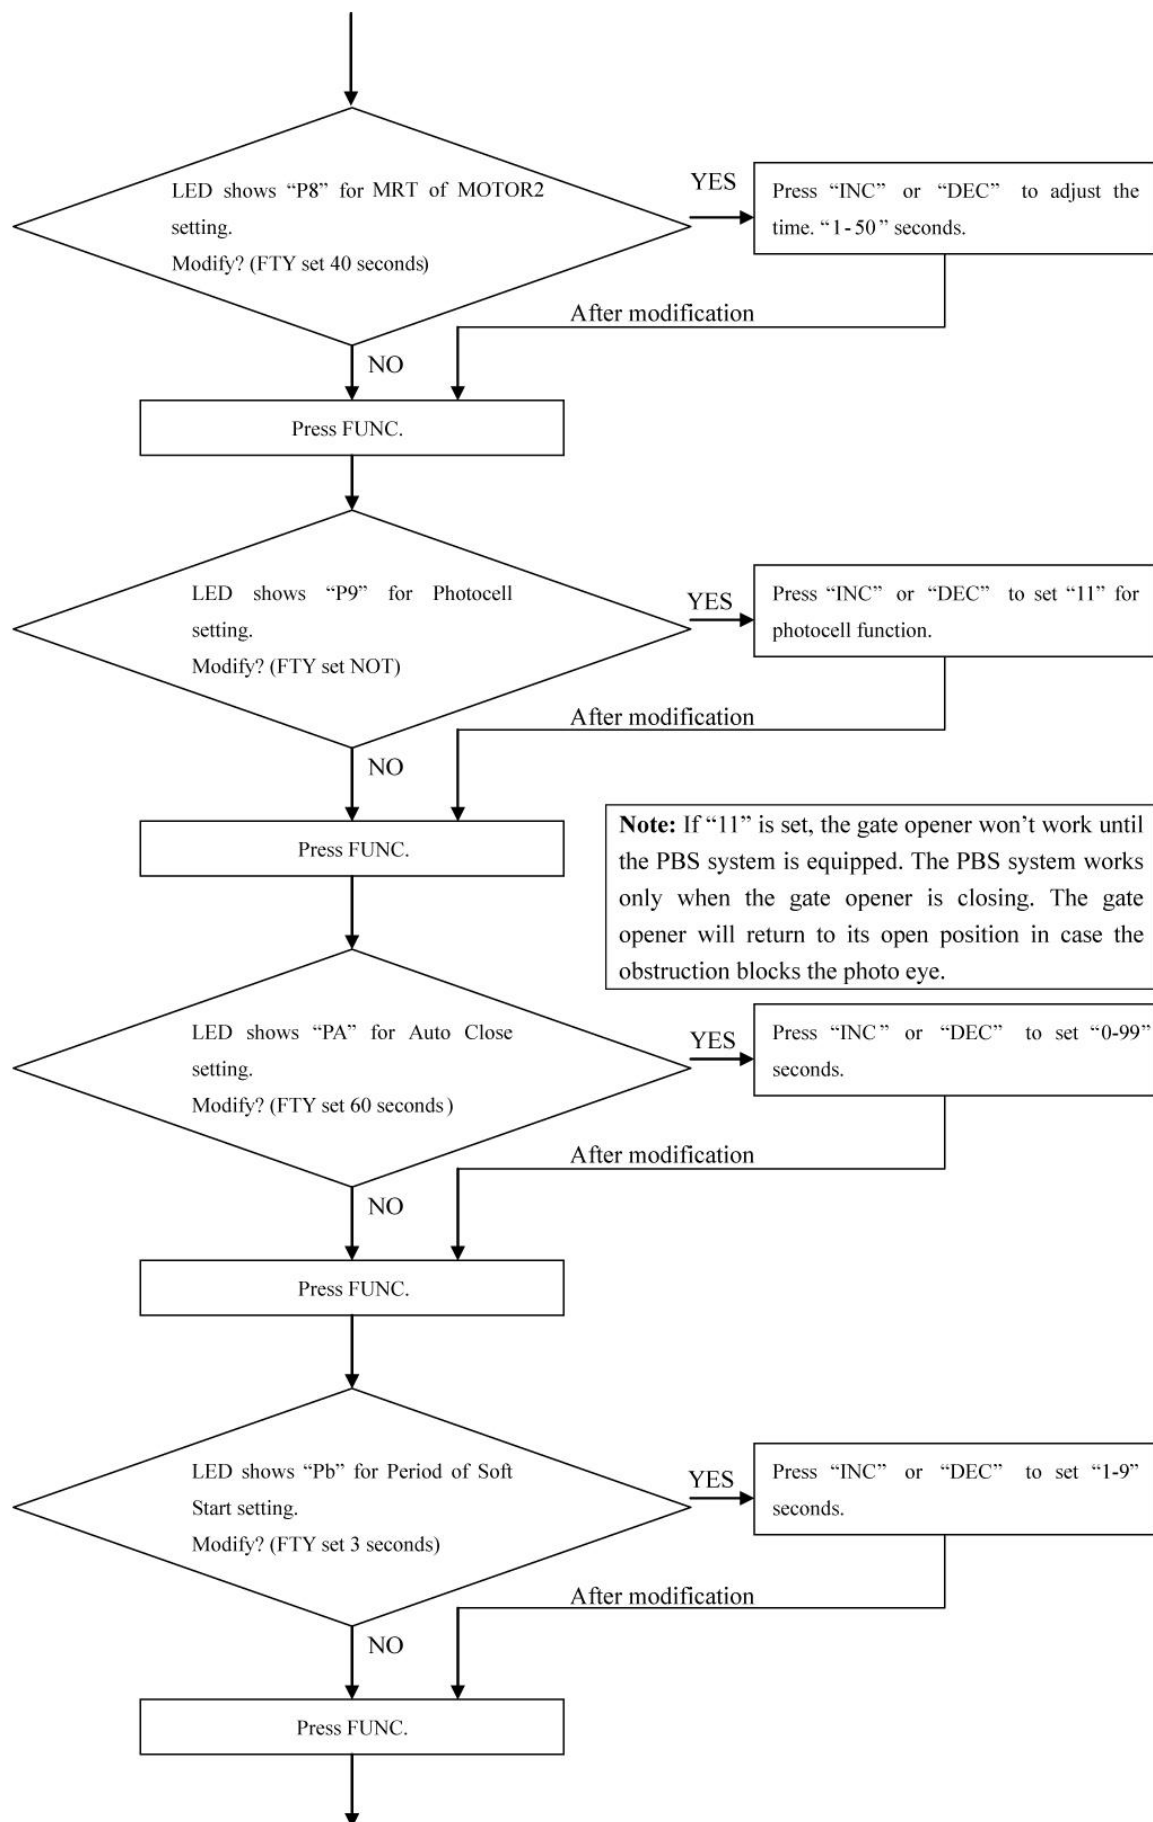 LED shows “P8” for MRT of MOTOR2
setting.
Modify? (FTY set 40 seconds)
YES
Press “INC” or “DEC” to adjust the
time. “1-50” seconds.
After modification
NO
Press FUNC.
LED shows “P9” for Photocell
setting.
Modify? (FTY set NOT)
YES
Press “INC” or “DEC” to set “11” for
photocell function.
After modification
NO
Press FUNC.
Note: If “11” is set, the gate opener won’t work until
the PBS system is equipped. The PBS system works
only when the gate opener is closing. The gate
opener will return to its open position in case the
obstruction blocks the photo eye.
LED shows “PA” for Auto Close
setting.
Modify? (FTY set 60 seconds)
YES
Press “INC” or “DEC” to set “0-99”
seconds.
After modification
NO
Press FUNC.
LED shows “Pb” for Period of Soft
Start setting.
Modify? (FTY set 3 seconds)
YES
Press “INC” or “DEC” to set “1-9”
seconds.
After modification
NO
Press FUNC.